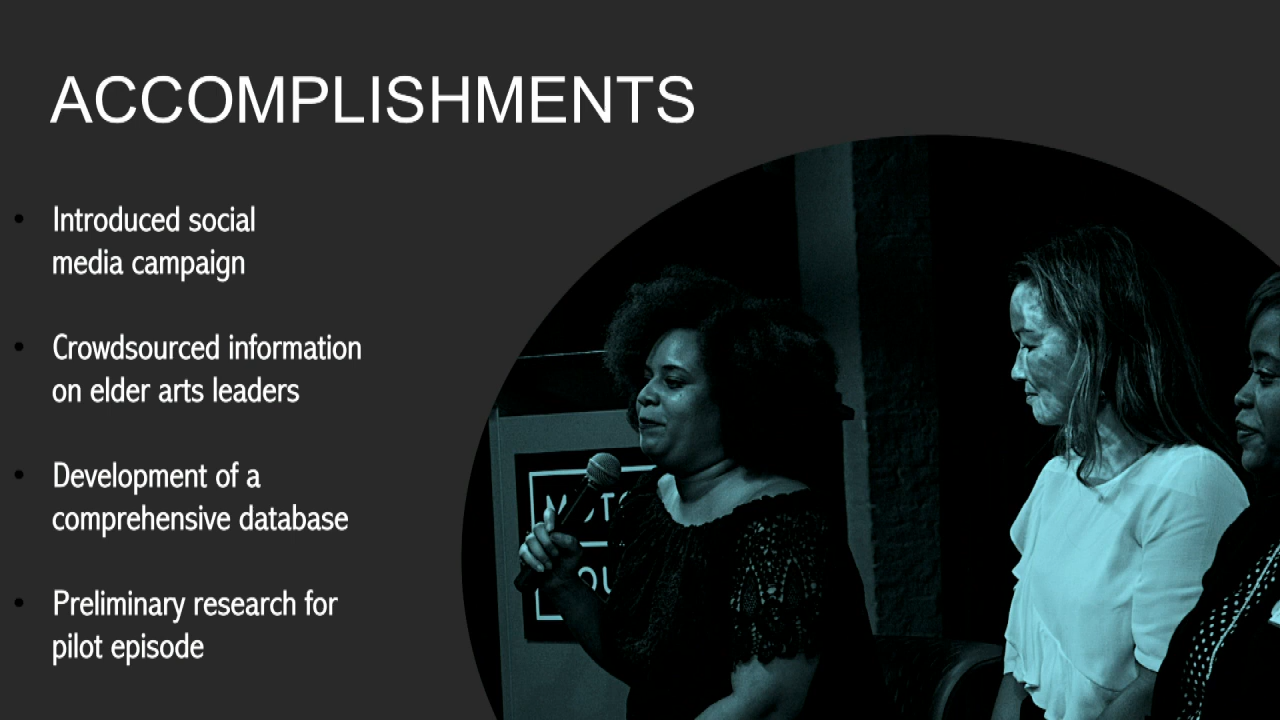 ACCOMPLISHMENTS
• Introduced social
media campaign
• Crowdsourced information
on elder arts leaders
• Development of a
comprehensive database
• Preliminary research for
pilot episode